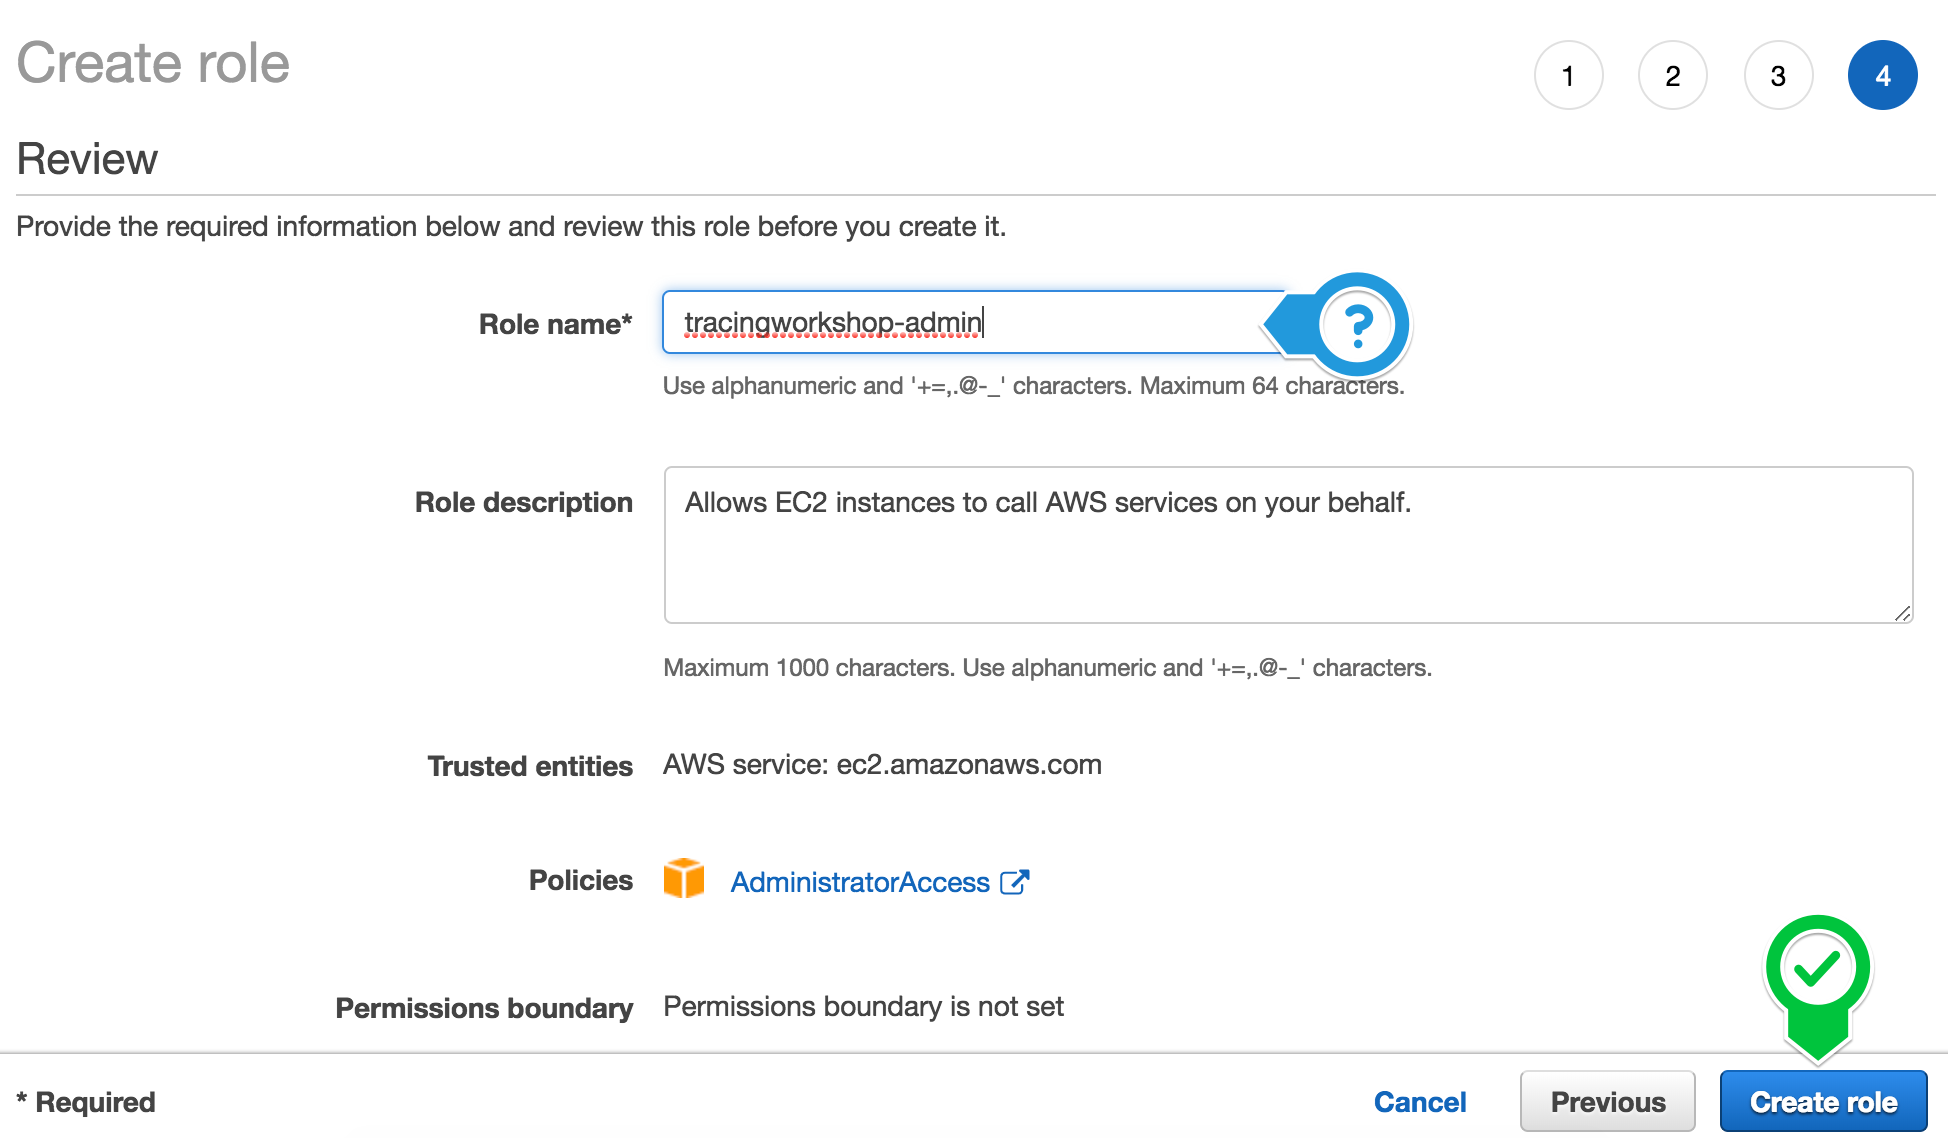 Create role
1 2 3 4
Review
Provide the required information below and review this role before you create it.
Role name* tracingworkshop-admin ?
Use alphanumeric and '+=,.@-_' characters. Maximum 64 characters.
Role description Allows EC2 instances to call AWS services on your behalf.
Maximum 1000 characters. Use alphanumeric and '+=,.@-_' characters.
Trusted entities AWS service: ec2.amazonaws.com
Policies AdministratorAccess
Permissions boundary Permissions boundary is not set
* Required Cancel Previous Create role